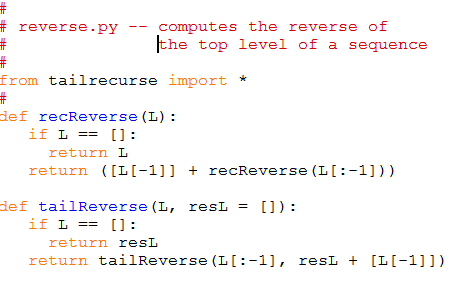 #
# reverse.py -- computes the reverse of
#               the top level of a sequence
#
from tailrecurse import *
#
def recReverse(L):
   if L == []:
     return L
   return ([L[-1]] + recReverse(L[:-1]))

def tailReverse(L, resL = []):
   if L == []:
     return resL
   return tailReverse(L[:-1], resL + [L[-1]])